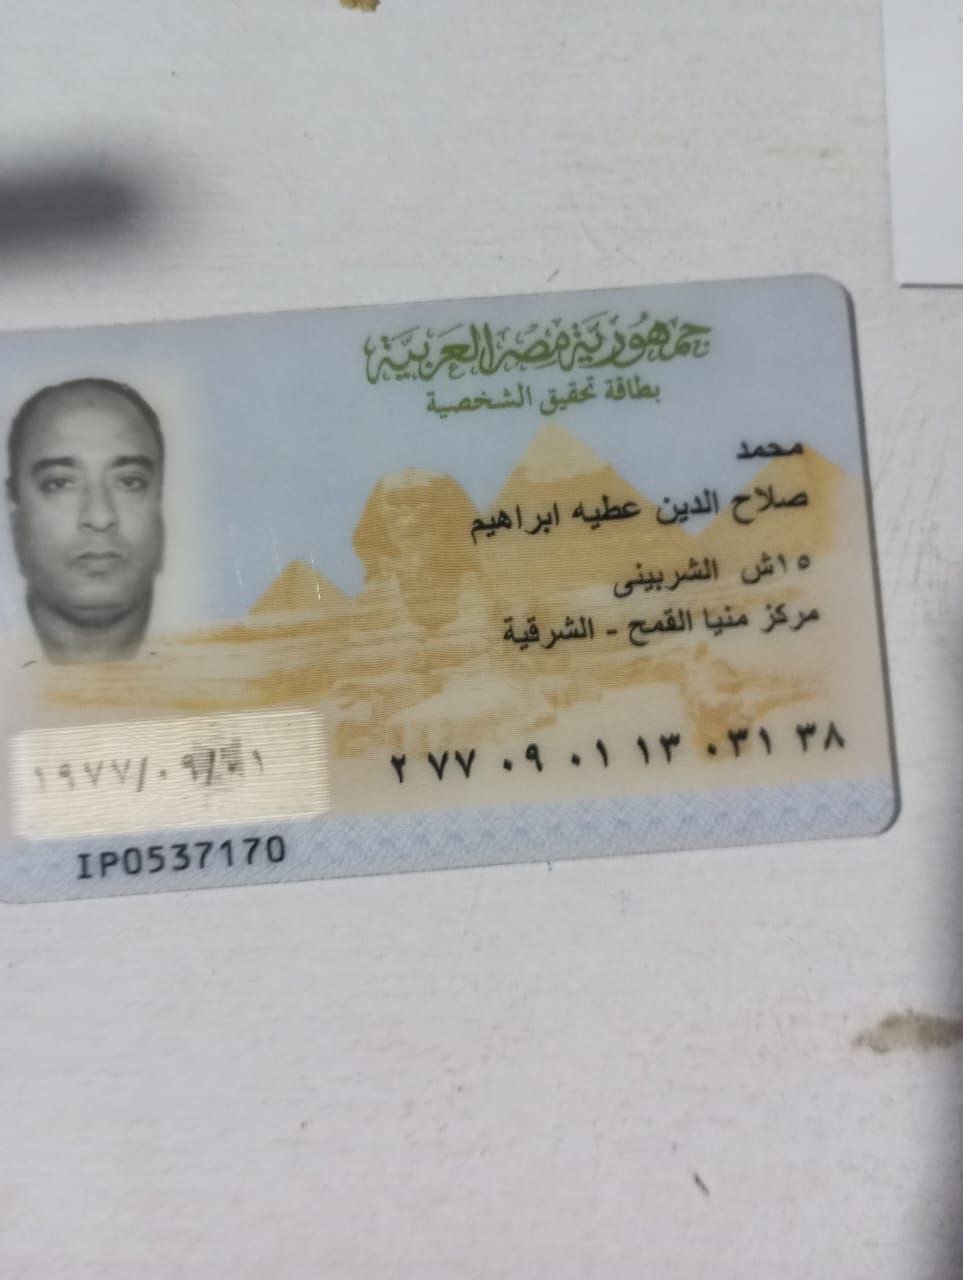 جمهورية مصر العربية
بطاقة تحقيق الشخصية
محمد
صلاح الدين عطيه ابراهيم
١٥ش الشربينى
مركز منيا القمح - الشرقية
٢ ٧٧ ٠٩ ٠١ ١٣ ٠٣١ ٣٨
١٩٧٧/٠٩/٠١
IP0537170